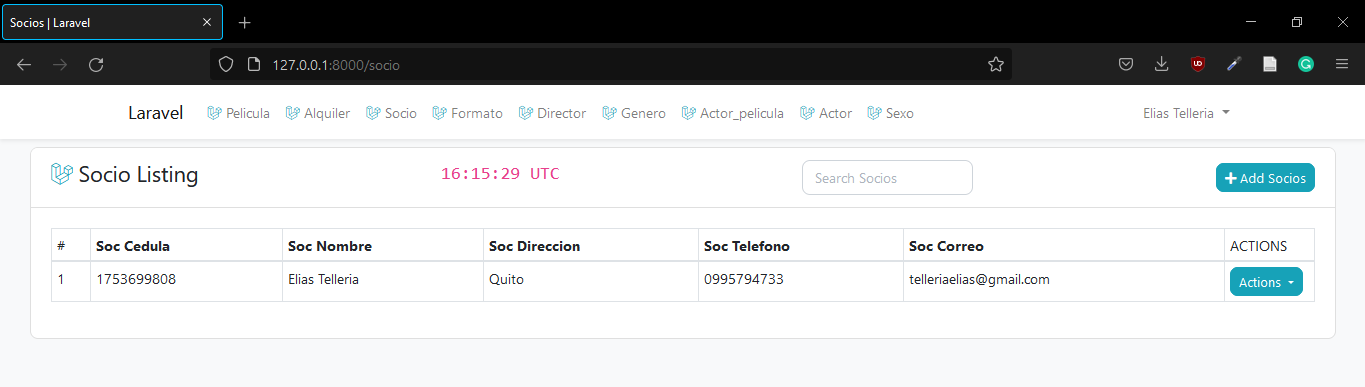 Socios | Laravel
127.0.0.1:8000/socio
Laravel Pelicula Alquiler Socio Formato Director Genero Actor_pelicula Actor Sexo Elias Telleria
Socio Listing 16:15:29 UTC Search Socios + Add Socios
# Soc Cedula Soc Nombre Soc Direccion Soc Telefono Soc Correo ACTIONS
1 1753699808 Elias Telleria Quito 0995794733 telleriaelias@gmail.com Actions